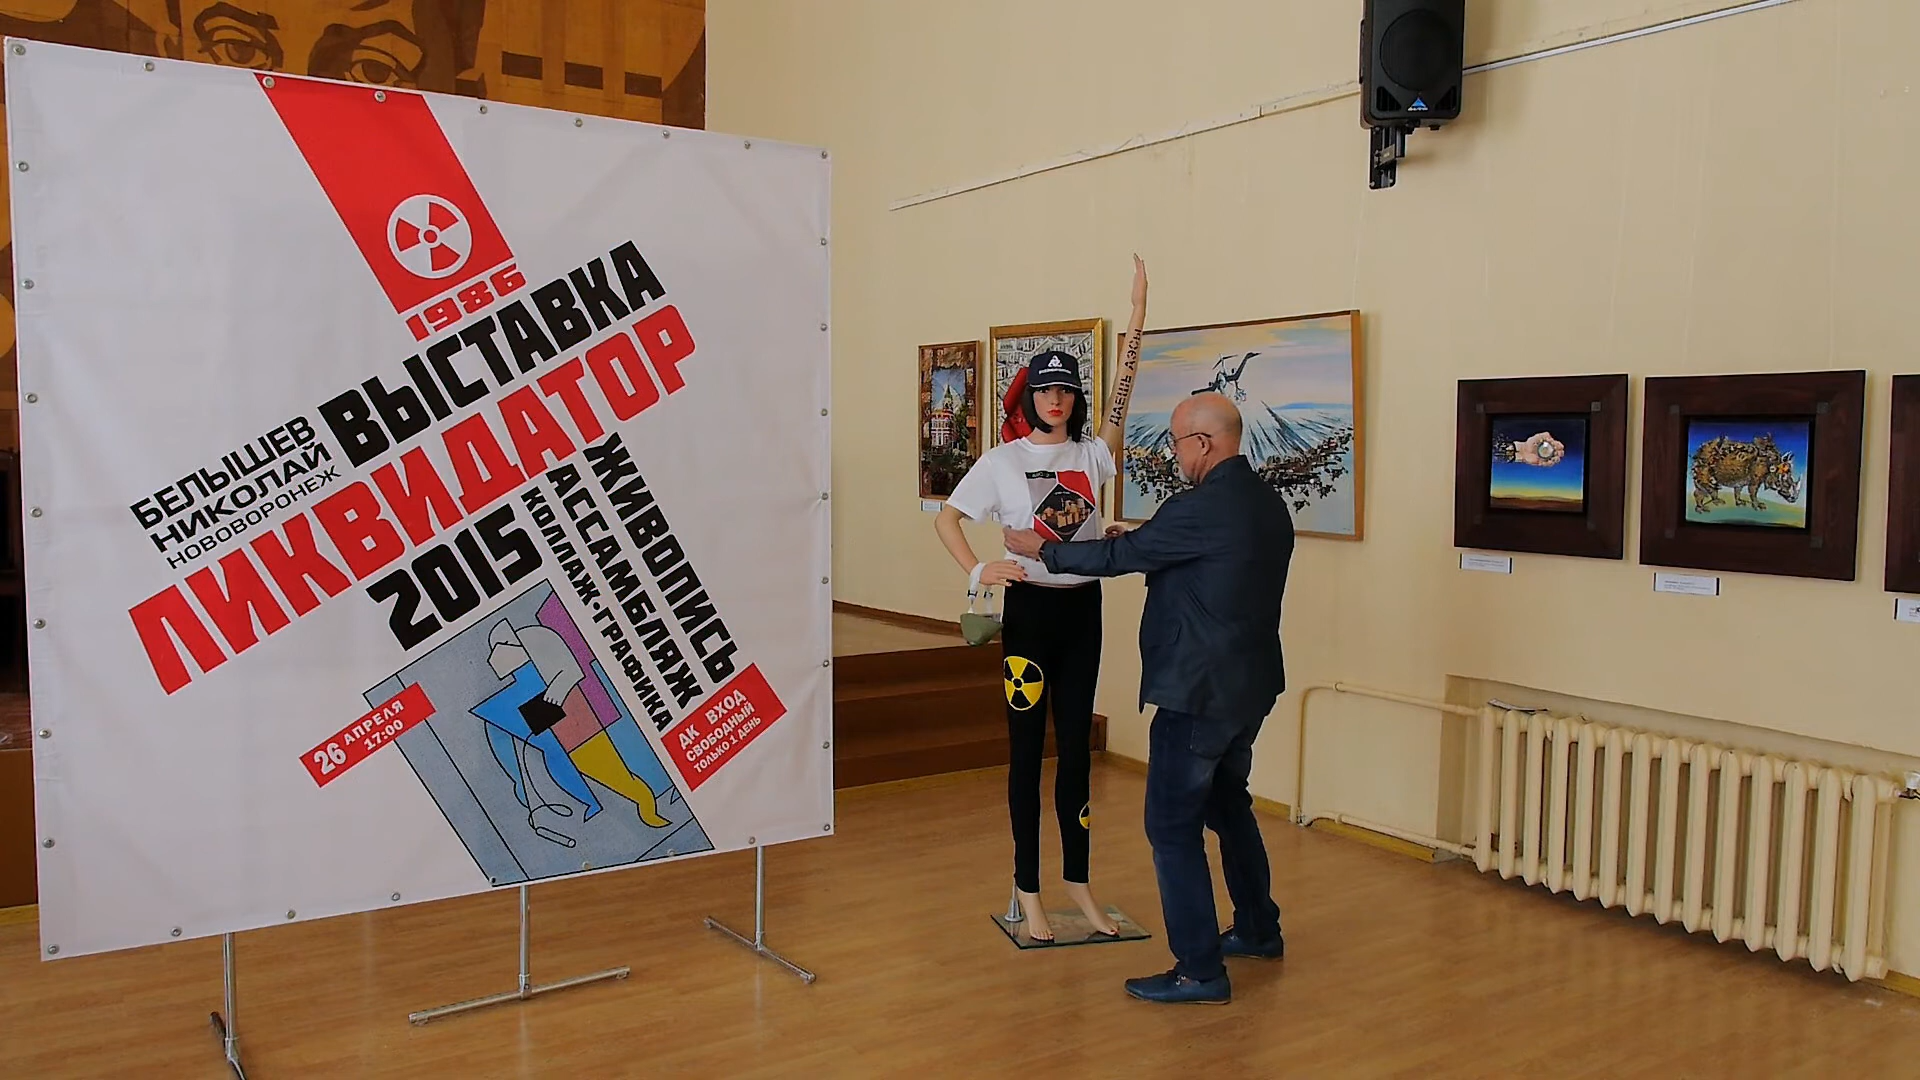 1986
ВЫСТАВКА
БЕЛЫШЕВ
НИКОЛАЙ
НОВОВОРОНЕЖ
ЛИКВИДАТОР
2015
ЖИВОПИСЬ
АССАМБЛЯЖ
КОЛЛАЖ•ГРАФИКА
26 АПРЕЛЯ
17:00
ДК ВХОД
СВОБОДНЫЙ
ТОЛЬКО 1 ДЕНЬ
ДАЕШЬ АЭСЫ